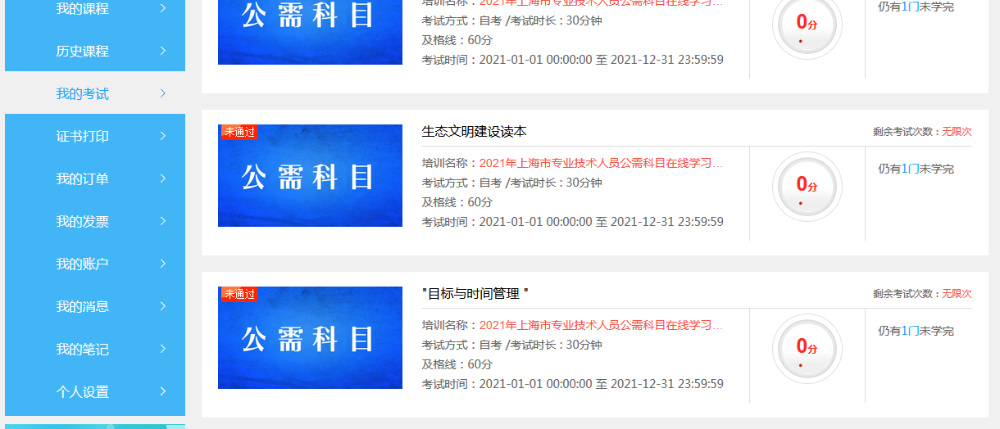 我的课程
历史课程
我的考试
证书打印
我的订单
我的发票
我的账户
我的消息
我的笔记
个人设置
公需科目
培训名称：2021年上海市专业技术人员公需科目在线学习...
考试方式：自考 /考试时长：30分钟
及格线：60分
考试时间：2021-01-01 00:00:00 至 2021-12-31 23:59:59
0分
仍有1门未学完
未通过
公需科目
生态文明建设读本
剩余考试次数：无限次
培训名称：2021年上海市专业技术人员公需科目在线学习...
考试方式：自考 /考试时长：30分钟
及格线：60分
考试时间：2021-01-01 00:00:00 至 2021-12-31 23:59:59
0分
仍有1门未学完
未通过
公需科目
"目标与时间管理 "
剩余考试次数：无限次
培训名称：2021年上海市专业技术人员公需科目在线学习...
考试方式：自考 /考试时长：30分钟
及格线：60分
考试时间：2021-01-01 00:00:00 至 2021-12-31 23:59:59
0分
仍有1门未学完